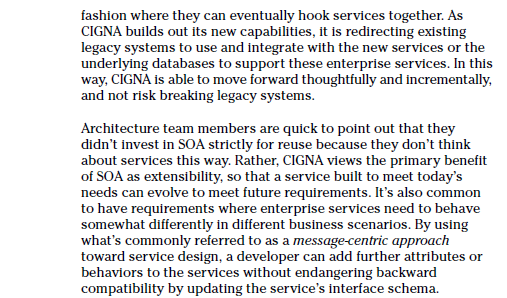 fashion where they can eventually hook services together. As
CIGNA builds out its new capabilities, it is redirecting existing
legacy systems to use and integrate with the new services or the
underlying databases to support these enterprise services. In this
way, CIGNA is able to move forward thoughtfully and incrementally,
and not risk breaking legacy systems.
Architecture team members are quick to point out that they
didn't invest in SOA strictly for reuse because they don't think
about services this way. Rather, CIGNA views the primary benefit
of SOA as extensibility, so that a service built to meet today's
needs can evolve to meet future requirements. It's also common
to have requirements where enterprise services need to behave
somewhat differently in different business scenarios. By using
what's commonly referred to as a message-centric approach
toward service design, a developer can add further attributes or
behaviors to the services without endangering backward
compatibility by updating the service's interface schema.